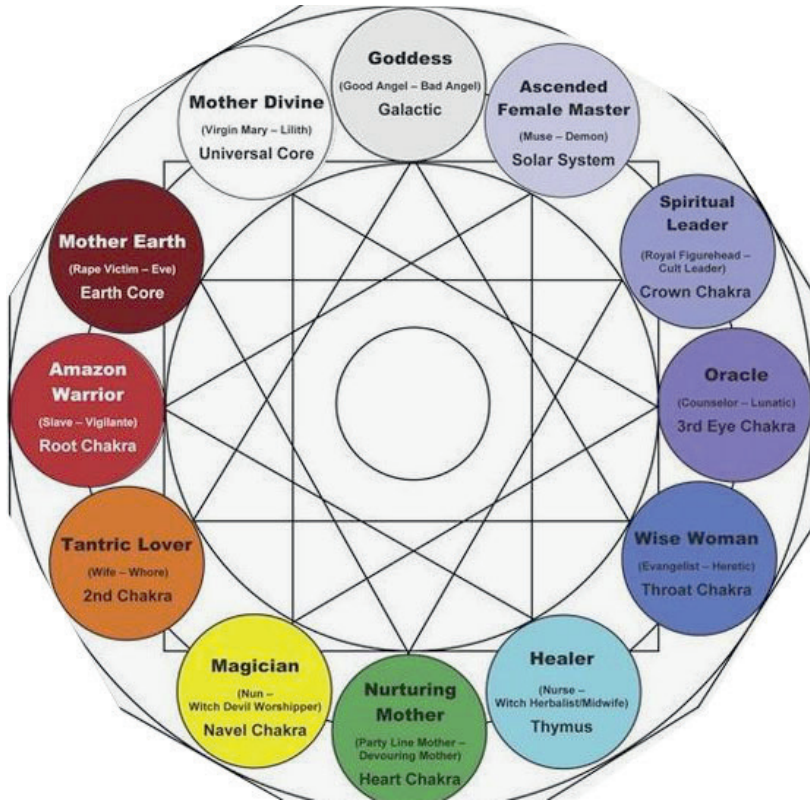 Goddess
(Good Angel – Bad Angel)
Galactic
Ascended
Female Master
(Muse – Demon)
Solar System
Spiritual
Leader
(Royal Figurehead –
Cult Leader)
Crown Chakra
Oracle
(Counselor – Lunatic)
3rd Eye Chakra
Wise Woman
(Evangelist – Heretic)
Throat Chakra
Healer
(Nurse –
Witch Herbalist/Midwife)
Thymus
Nurturing
Mother
(Party Line Mother –
Devouring Mother)
Heart Chakra
Magician
(Nun –
Witch Devil Worshipper)
Navel Chakra
Tantric Lover
(Wife – Whore)
2nd Chakra
Amazon
Warrior
(Slave – Vigilante)
Root Chakra
Mother Earth
(Rape Victim – Eve)
Earth Core
Mother Divine
(Virgin Mary – Lilith)
Universal Core